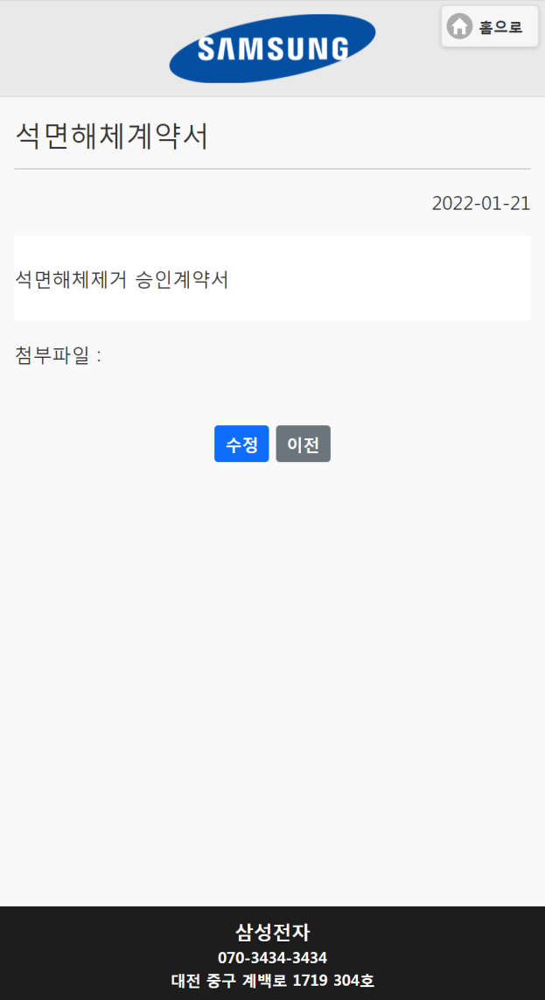 SAMSUNG
홈으로
석면해체계약서
2022-01-21
석면해체제거 승인계약서
첨부파일 :
수정 이전
삼성전자
070-3434-3434
대전 중구 계백로 1719 304호